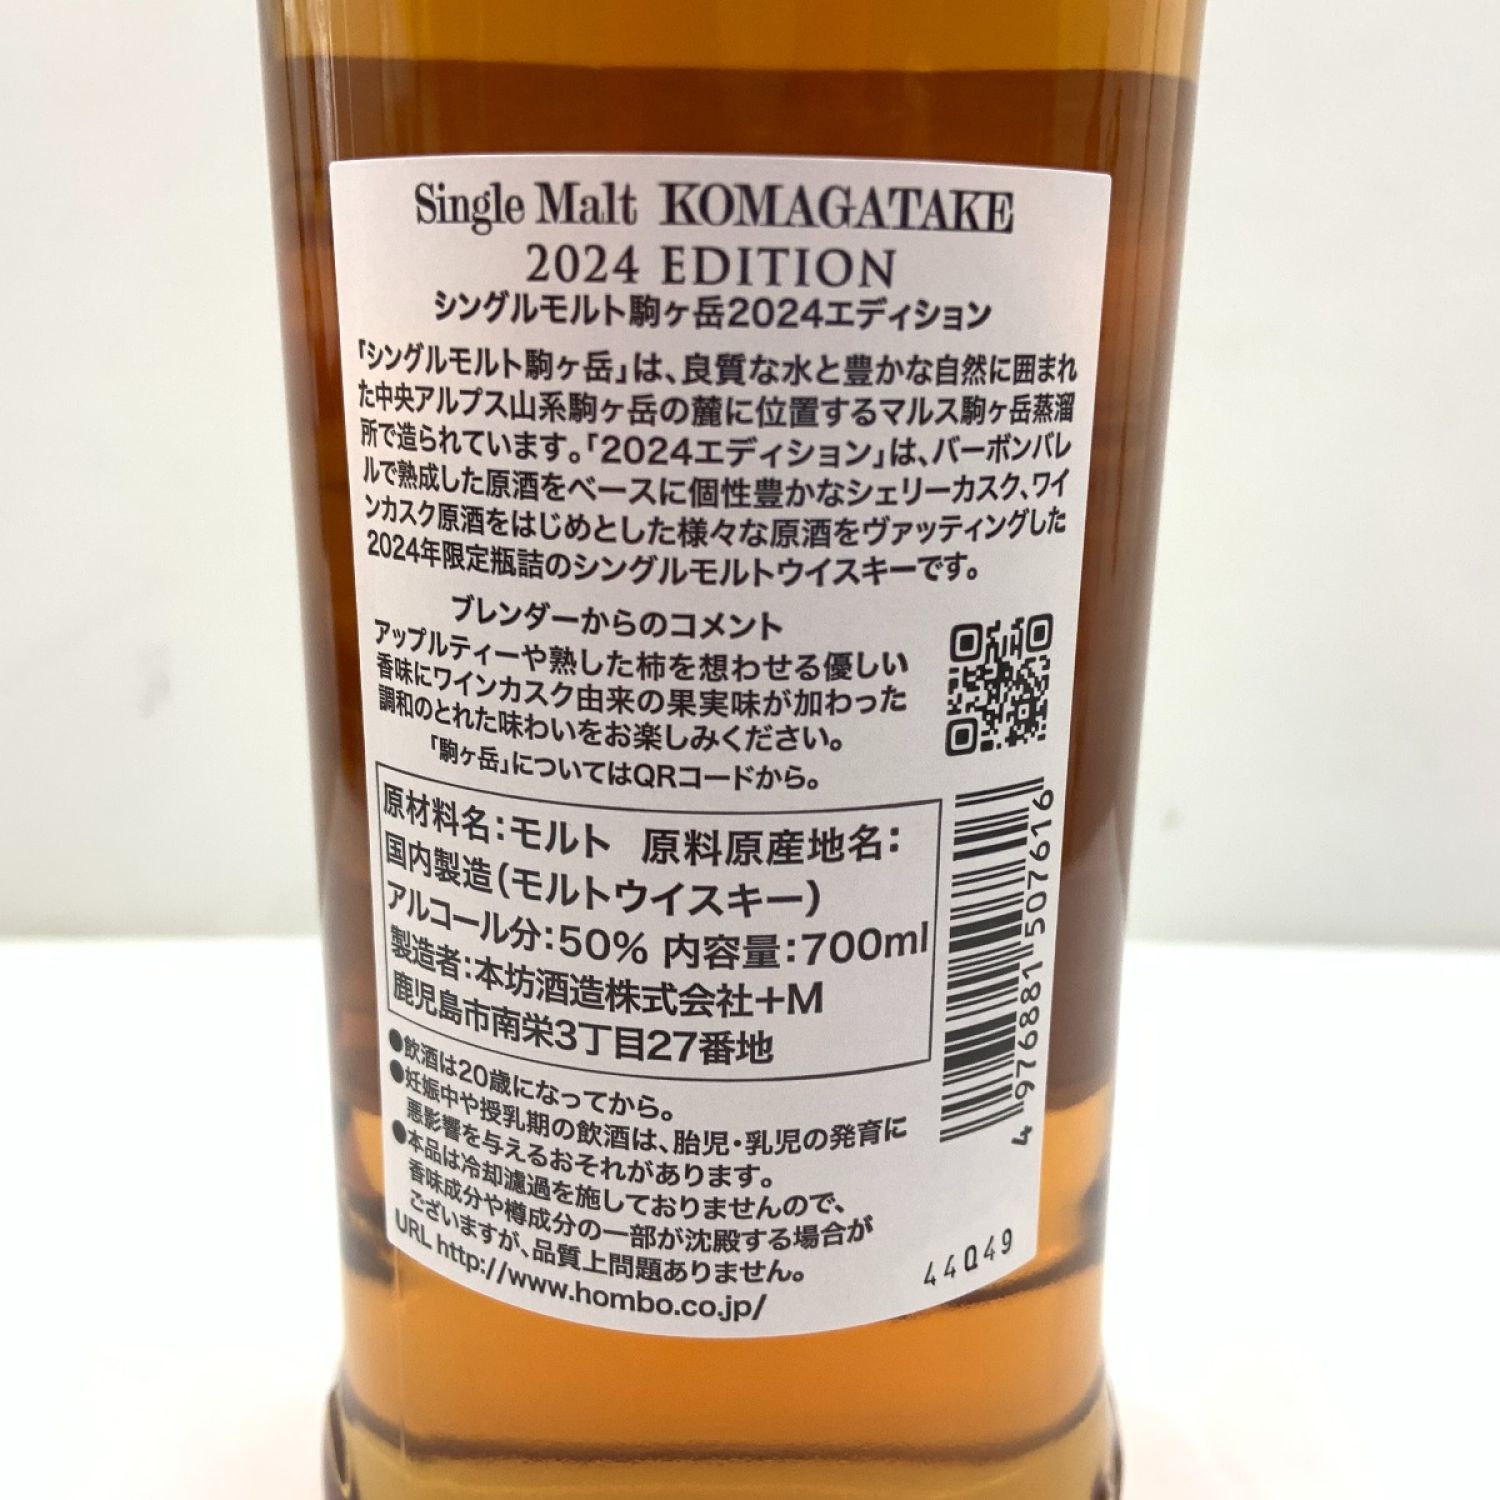 Single Malt KOMAGATAKE
2024 EDITION
シングルモルト駒ヶ岳2024エディション
「シングルモルト駒ヶ岳」は、良質な水と豊かな自然に囲まれ
た中央アルプス山系駒ヶ岳の麓に位置するマルス駒ヶ岳蒸溜
所で造られています。「2024エディション」は、バーボンバレ
ルで熟成した原酒をベースに個性豊かなシェリーカスク、ワイ
ンカスク原酒をはじめとした様々な原酒をヴァッティングした
2024年限定瓶詰のシングルモルトウイスキーです。
ブレンダーからのコメント
アップルティーや熟した柿を想わせる優しい
香味にワインカスク由来の果実味が加わった
調和のとれた味わいをお楽しみください。
「駒ヶ岳」についてはQRコードから。
原材料名:モルト 原料原産地名:
国内製造(モルトウイスキー)
アルコール分:50% 内容量:700ml
製造者:本坊酒造株式会社+M
鹿児島市南栄3丁目27番地
●飲酒は20歳になってから。
●妊娠中や授乳期の飲酒は、胎児・乳児の発育に
悪影響を与えるおそれがあります。
●本品は冷却濾過を施しておりませんので、
香味成分や樽成分の一部が沈殿する場合が
ございますが、品質上問題ありません。
URL http://www.hombo.co.jp/
4 976881 507616
44Q49